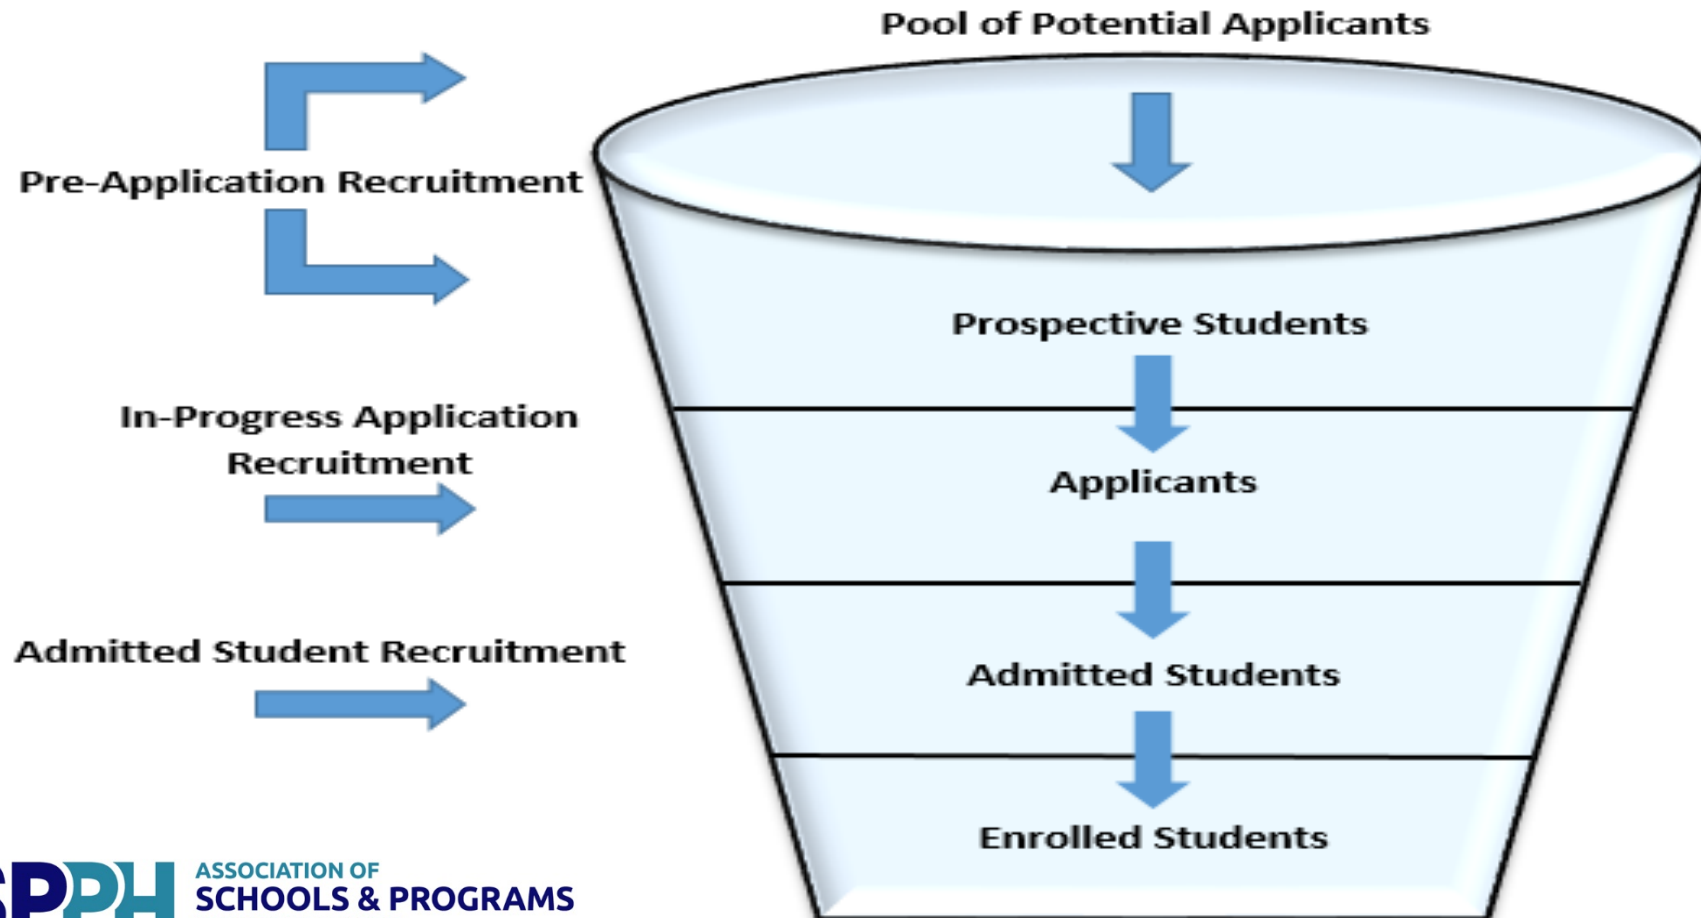 Pool of Potential Applicants
Pre-Application Recruitment
Prospective Students
In-Progress Application
Recruitment
Applicants
Admitted Student Recruitment
Admitted Students
Enrolled Students
SPPH
ASSOCIATION OF
SCHOOLS & PROGRAMS